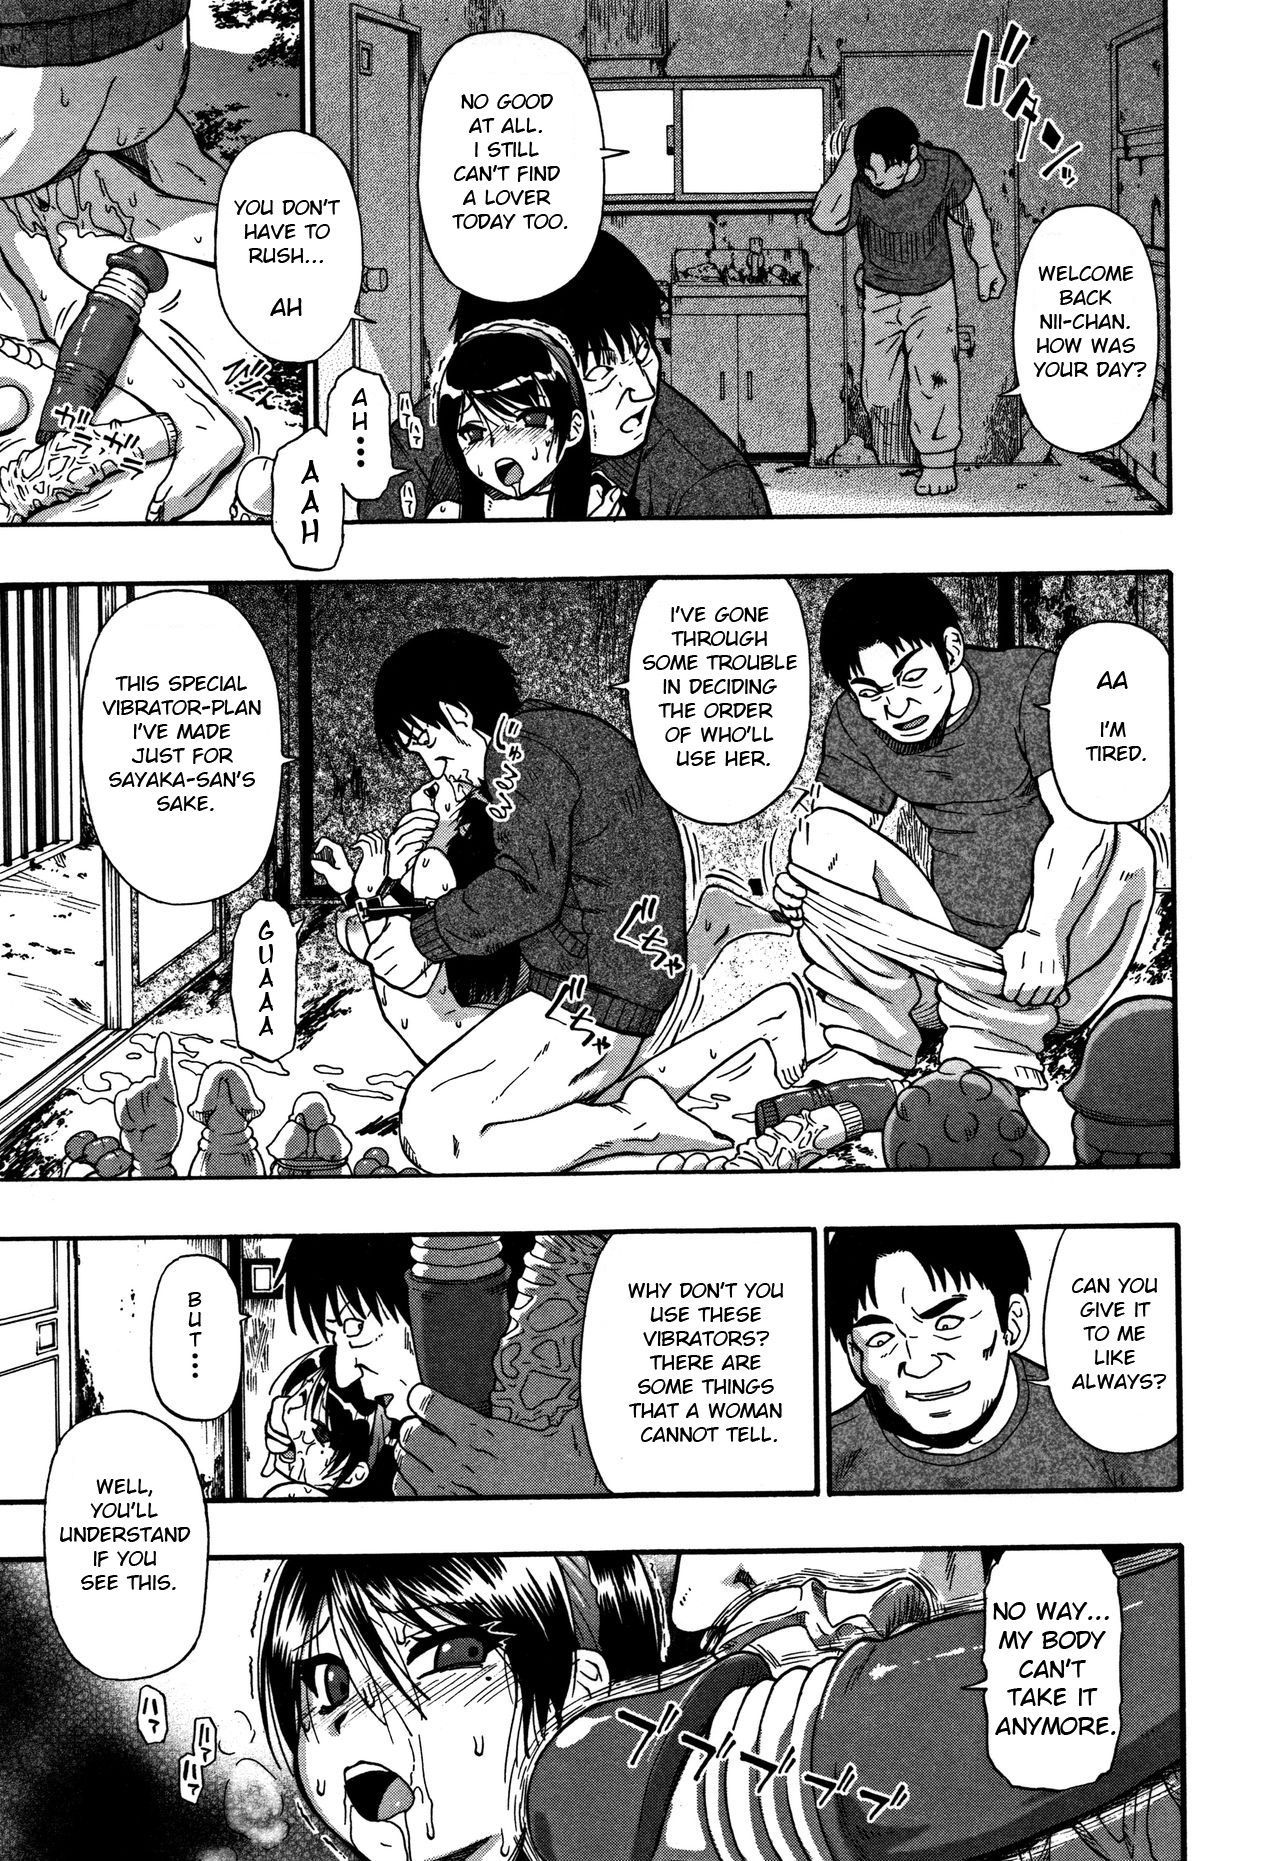 WELCOME
BACK
NII-CHAN.
HOW WAS
YOUR DAY?
NO GOOD
AT ALL.
I STILL
CAN'T FIND
A LOVER
TODAY TOO.
YOU DON'T
HAVE TO
RUSH...
AH
AH...
AAH
AA
I'M
TIRED.
I'VE GONE
THROUGH
SOME TROUBLE
IN DECIDING
THE ORDER
OF WHO'LL
USE HER.
THIS SPECIAL
VIBRATOR-PLAN
I'VE MADE
JUST FOR
SAYAKA-SAN'S
SAKE.
GUAAA
CAN YOU
GIVE IT
TO ME
LIKE
ALWAYS?
WHY DON'T YOU
USE THESE
VIBRATORS?
THERE ARE
SOME THINGS
THAT A WOMAN
CANNOT TELL.
BUT...
NO WAY...
MY BODY
CAN'T
TAKE IT
ANYMORE.
WELL,
YOU'LL
UNDERSTAND
IF YOU
SEE THIS.